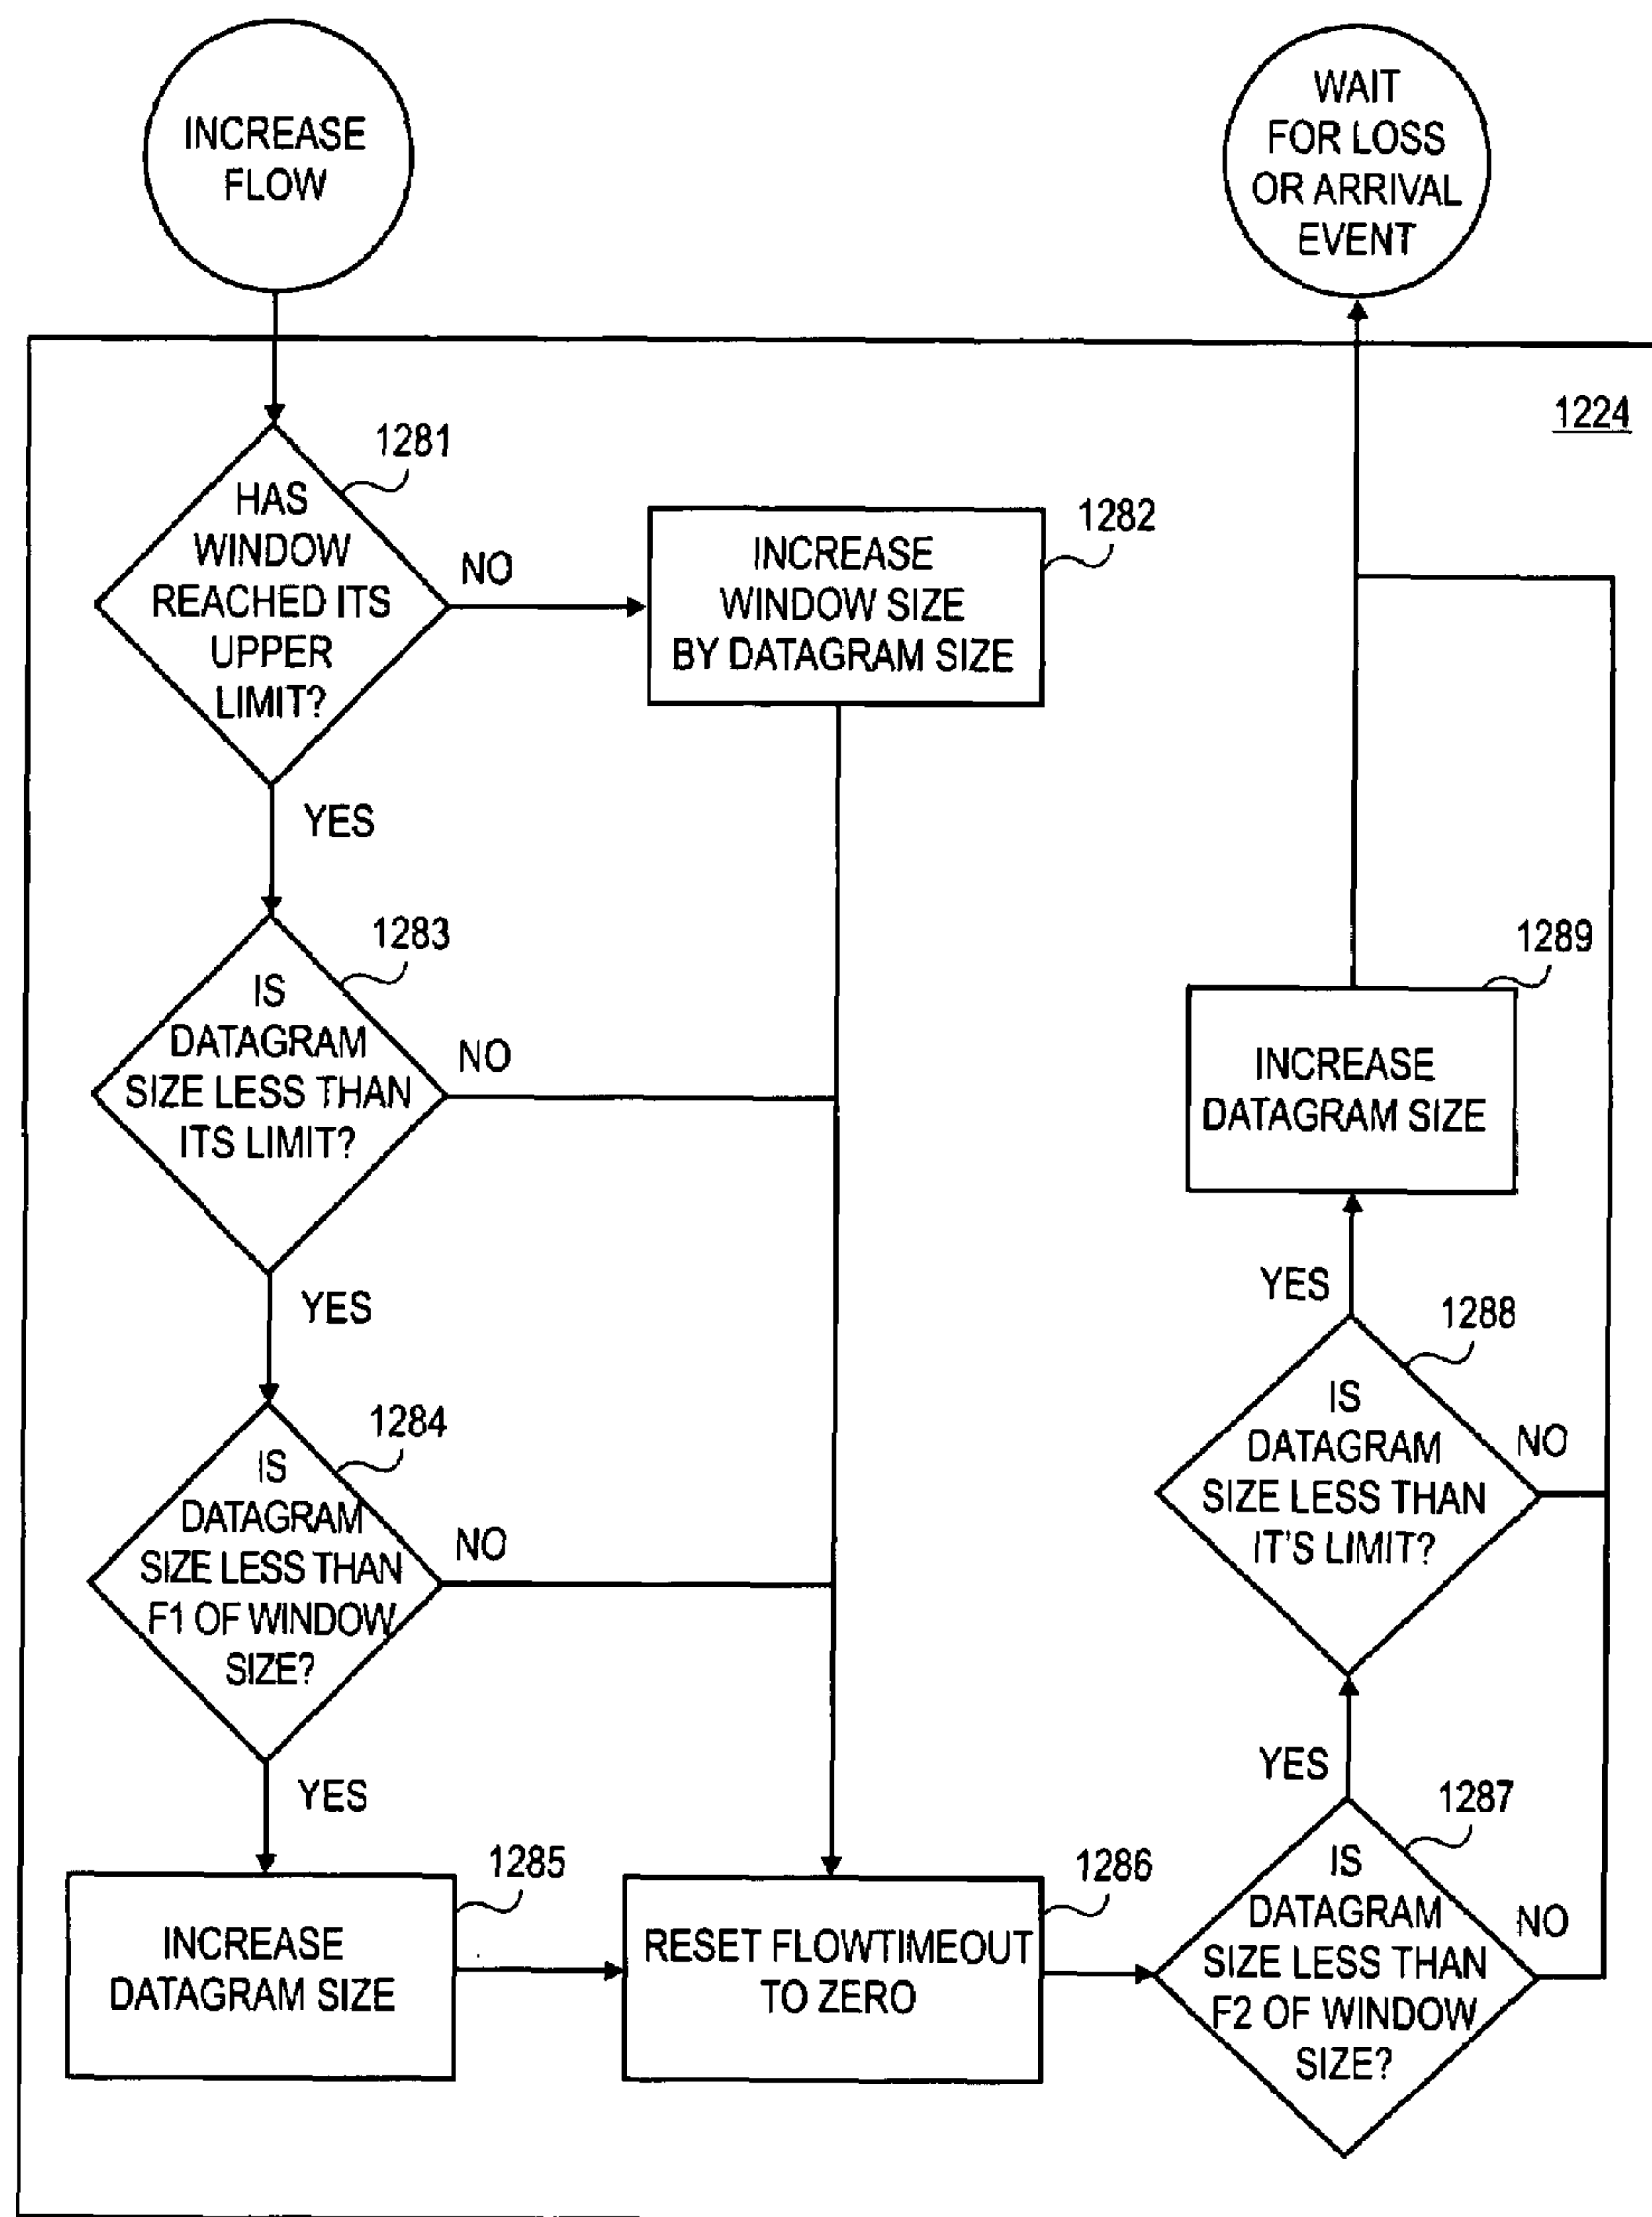 INCREASE
FLOW
WAIT
FOR LOSS
OR ARRIVAL
EVENT
1224
1281
HAS
WINDOW
REACHED ITS
UPPER
LIMIT?
NO
1282
INCREASE
WINDOW SIZE
BY DATAGRAM SIZE
YES
1283
IS
DATAGRAM
SIZE LESS THAN
ITS LIMIT?
NO
YES
1284
IS
DATAGRAM
SIZE LESS THAN
F1 OF WINDOW
SIZE?
NO
YES
1285
INCREASE
DATAGRAM SIZE
1286
RESET FLOWTIMEOUT
TO ZERO
1287
IS
DATAGRAM
SIZE LESS THAN
F2 OF WINDOW
SIZE?
NO
YES
1288
IS
DATAGRAM
SIZE LESS THAN
IT'S LIMIT?
NO
YES
1289
INCREASE
DATAGRAM SIZE